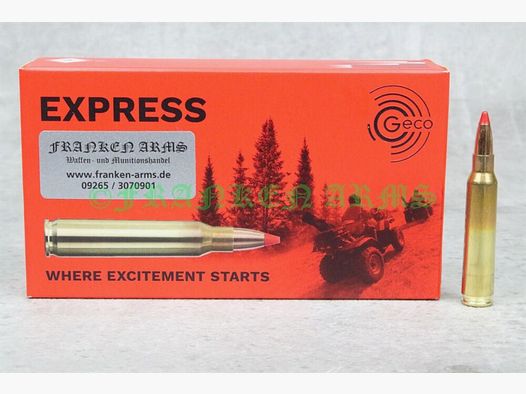 EXPRESS
Geco
FRANKEN ARMS
Waffen- und Munitionshandel
www.franken-arms.de
09265 / 3070901
©FRANKEN ARMS
WHERE EXCITEMENT STARTS